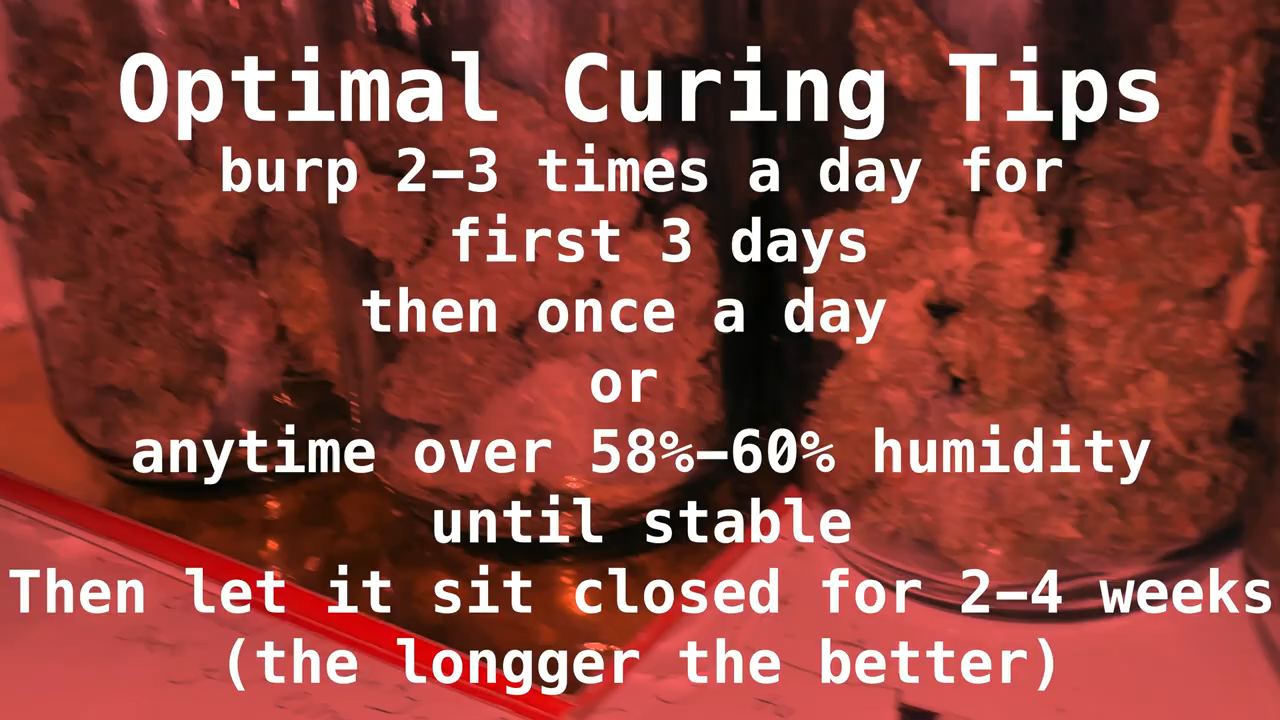 Optimal Curing Tips
burp 2–3 times a day for
first 3 days
then once a day
or
anytime over 58%–60% humidity
until stable
Then let it sit closed for 2–4 weeks
(the longger the better)